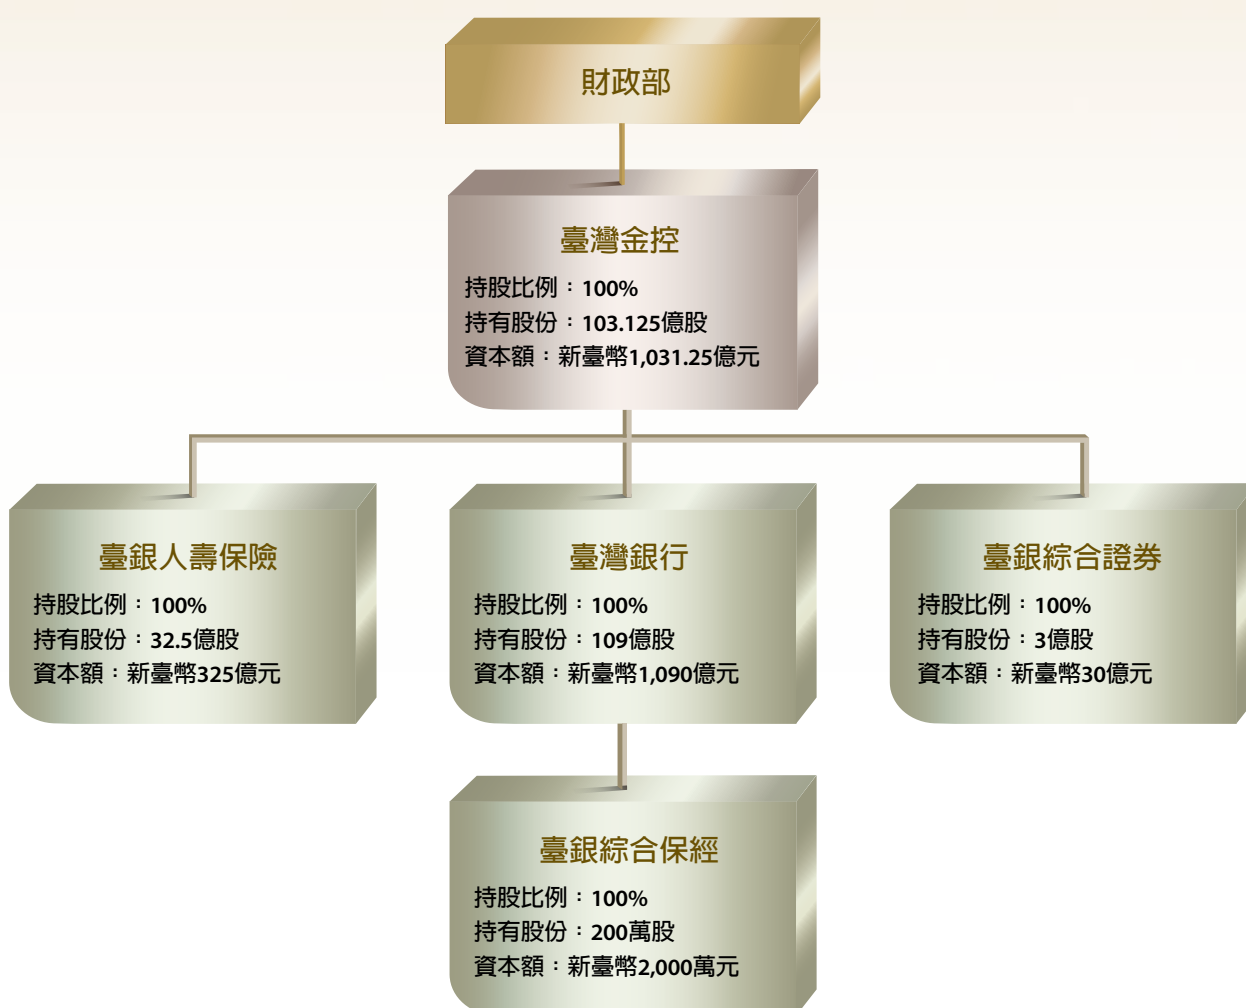 財政部
臺灣金控
持股比例：100%
持有股份：103.125億股
資本額：新臺幣1,031.25億元
臺銀人壽保險
持股比例：100%
持有股份：32.5億股
資本額：新臺幣325億元
臺灣銀行
持股比例：100%
持有股份：109億股
資本額：新臺幣1,090億元
臺銀綜合證券
持股比例：100%
持有股份：3億股
資本額：新臺幣30億元
臺銀綜合保經
持股比例：100%
持有股份：200萬股
資本額：新臺幣2,000萬元